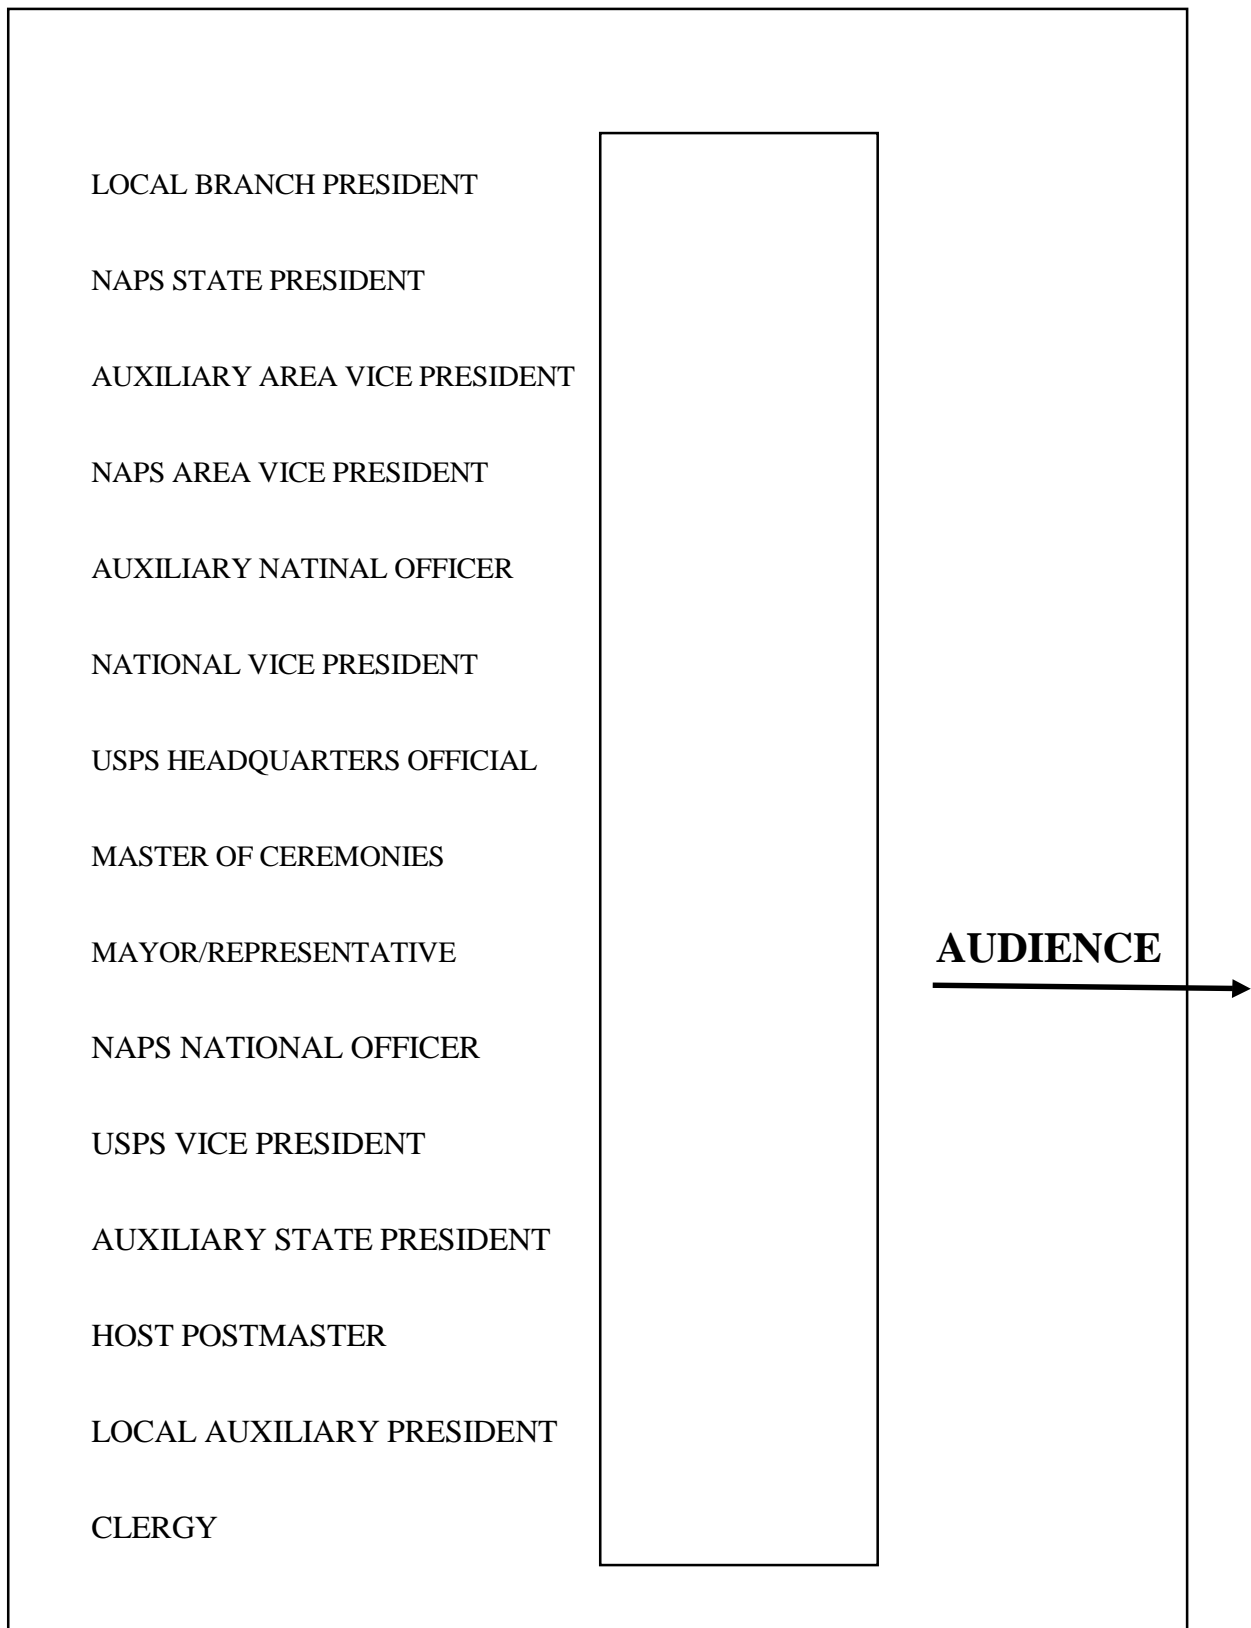 LOCAL BRANCH PRESIDENT
NAPS STATE PRESIDENT
AUXILIARY AREA VICE PRESIDENT
NAPS AREA VICE PRESIDENT
AUXILIARY NATINAL OFFICER
NATIONAL VICE PRESIDENT
USPS HEADQUARTERS OFFICIAL
MASTER OF CEREMONIES
MAYOR/REPRESENTATIVE
AUDIENCE
NAPS NATIONAL OFFICER
USPS VICE PRESIDENT
AUXILIARY STATE PRESIDENT
HOST POSTMASTER
LOCAL AUXILIARY PRESIDENT
CLERGY